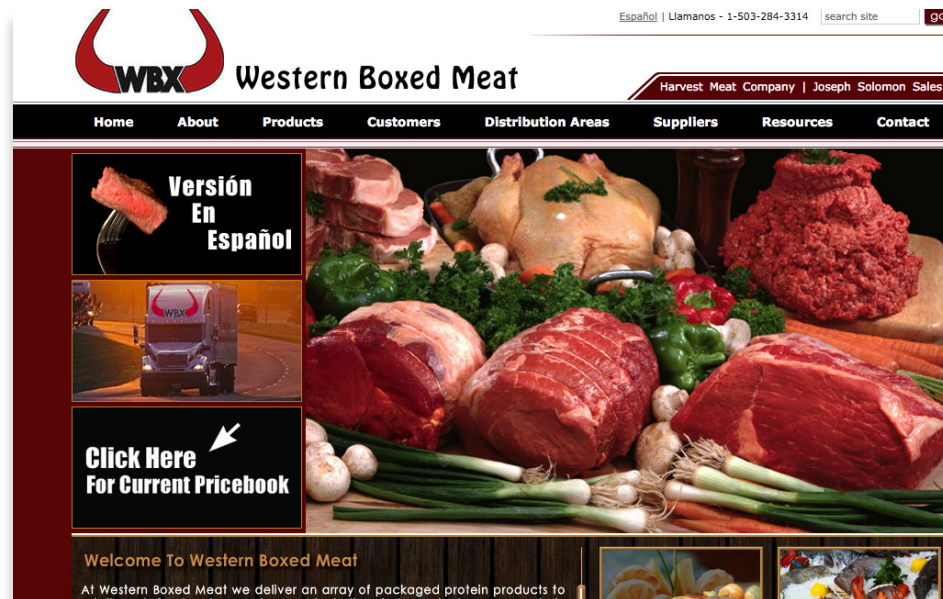 Español | Llamanos - 1-503-284-3314 search site
WBX Western Boxed Meat
Harvest Meat Company | Joseph Solomon Sales
Home About Products Customers Distribution Areas Suppliers Resources Contact
Versión
En
Español
WBX
Click Here
For Current Pricebook
Welcome To Western Boxed Meat
At Western Boxed Meat we deliver an array of packaged protein products to